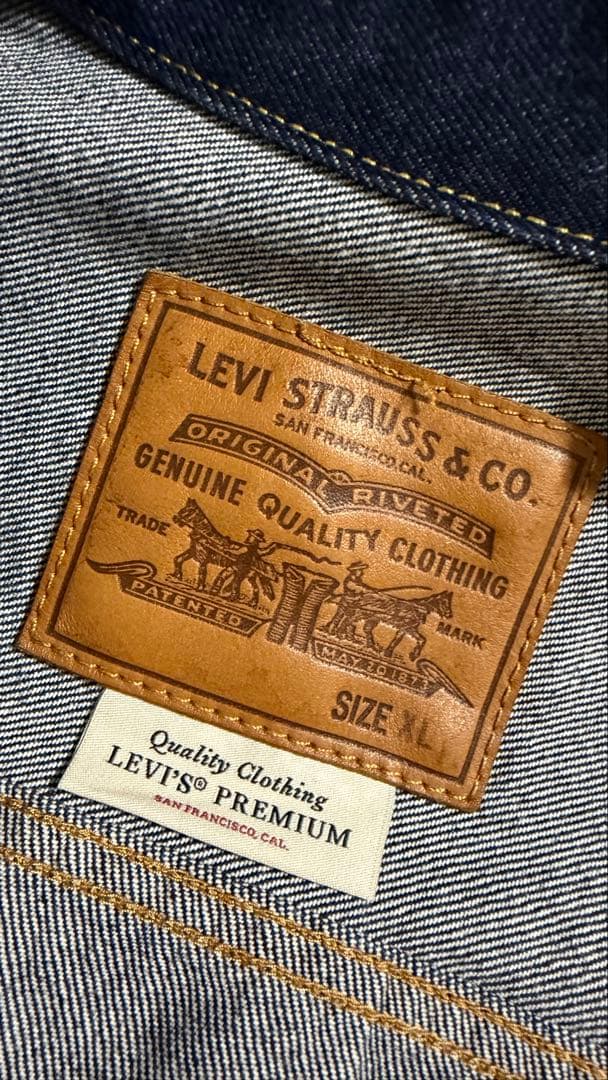 LEVI STRAUSS & CO.
SAN FRANCISCO, CAL.
ORIGINAL RIVETED
GENUINE QUALITY CLOTHING
TRADE MARK
PATENTED MAY 20 1873
SIZE XL
Quality Clothing
LEVI'S® PREMIUM
SAN FRANCISCO, CAL.